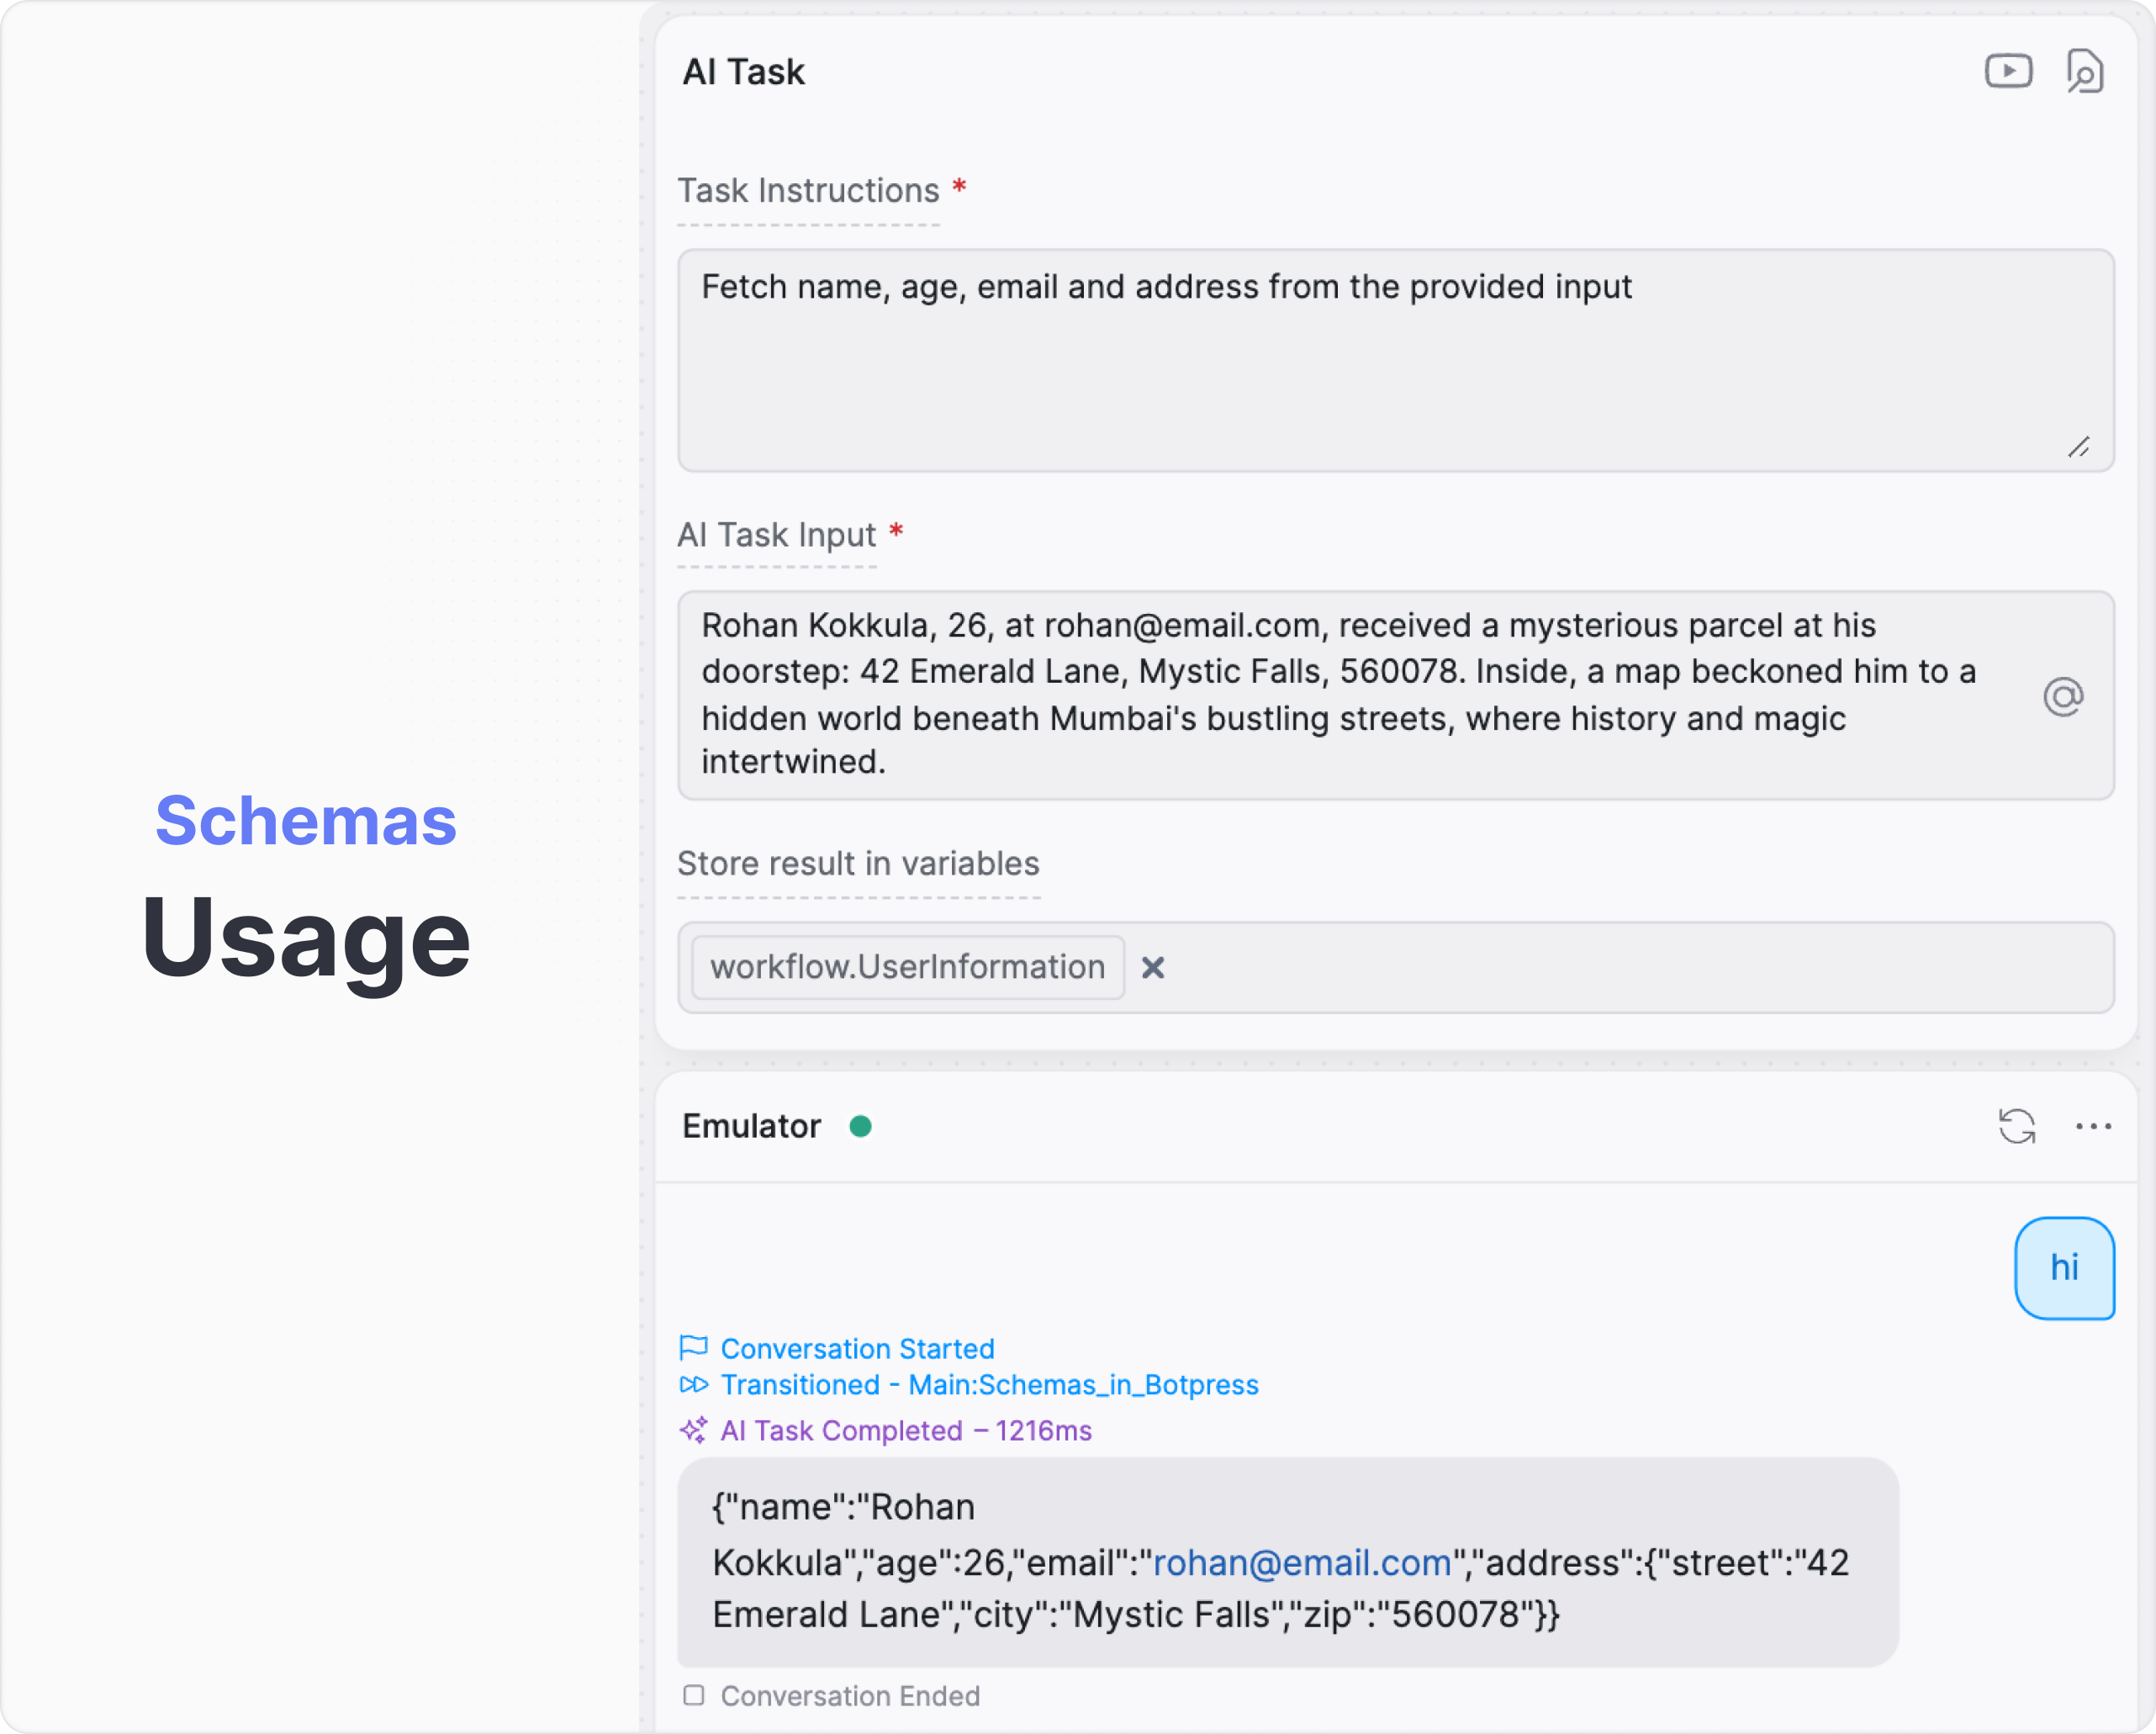 Schemas
Usage
AI Task
Task Instructions *
Fetch name, age, email and address from the provided input
AI Task Input *
Rohan Kokkula, 26, at rohan@email.com, received a mysterious parcel at his
doorstep: 42 Emerald Lane, Mystic Falls, 560078. Inside, a map beckoned him to a
hidden world beneath Mumbai's bustling streets, where history and magic
intertwined.
Store result in variables
workflow.UserInformation
Emulator
hi
Conversation Started
Transitioned - Main:Schemas_in_Botpress
AI Task Completed – 1216ms
{"name":"Rohan
Kokkula","age":26,"email":"rohan@email.com","address":{"street":"42
Emerald Lane","city":"Mystic Falls","zip":"560078"}}
Conversation Ended